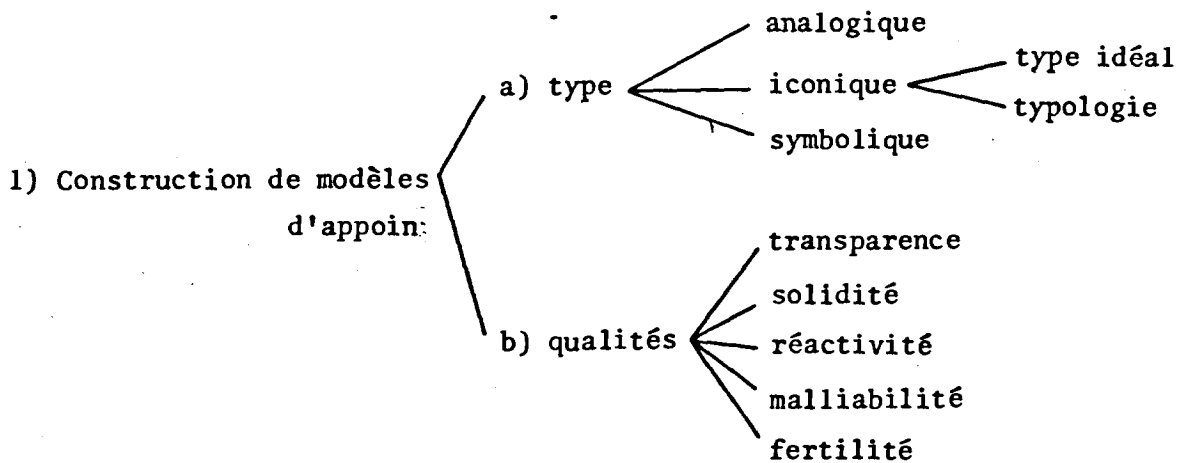 analogique
a) type
iconique
type idéal
typologie
symbolique
1) Construction de modèles
d'appoin:
transparence
solidité
b) qualités
réactivité
malliabilité
fertilité